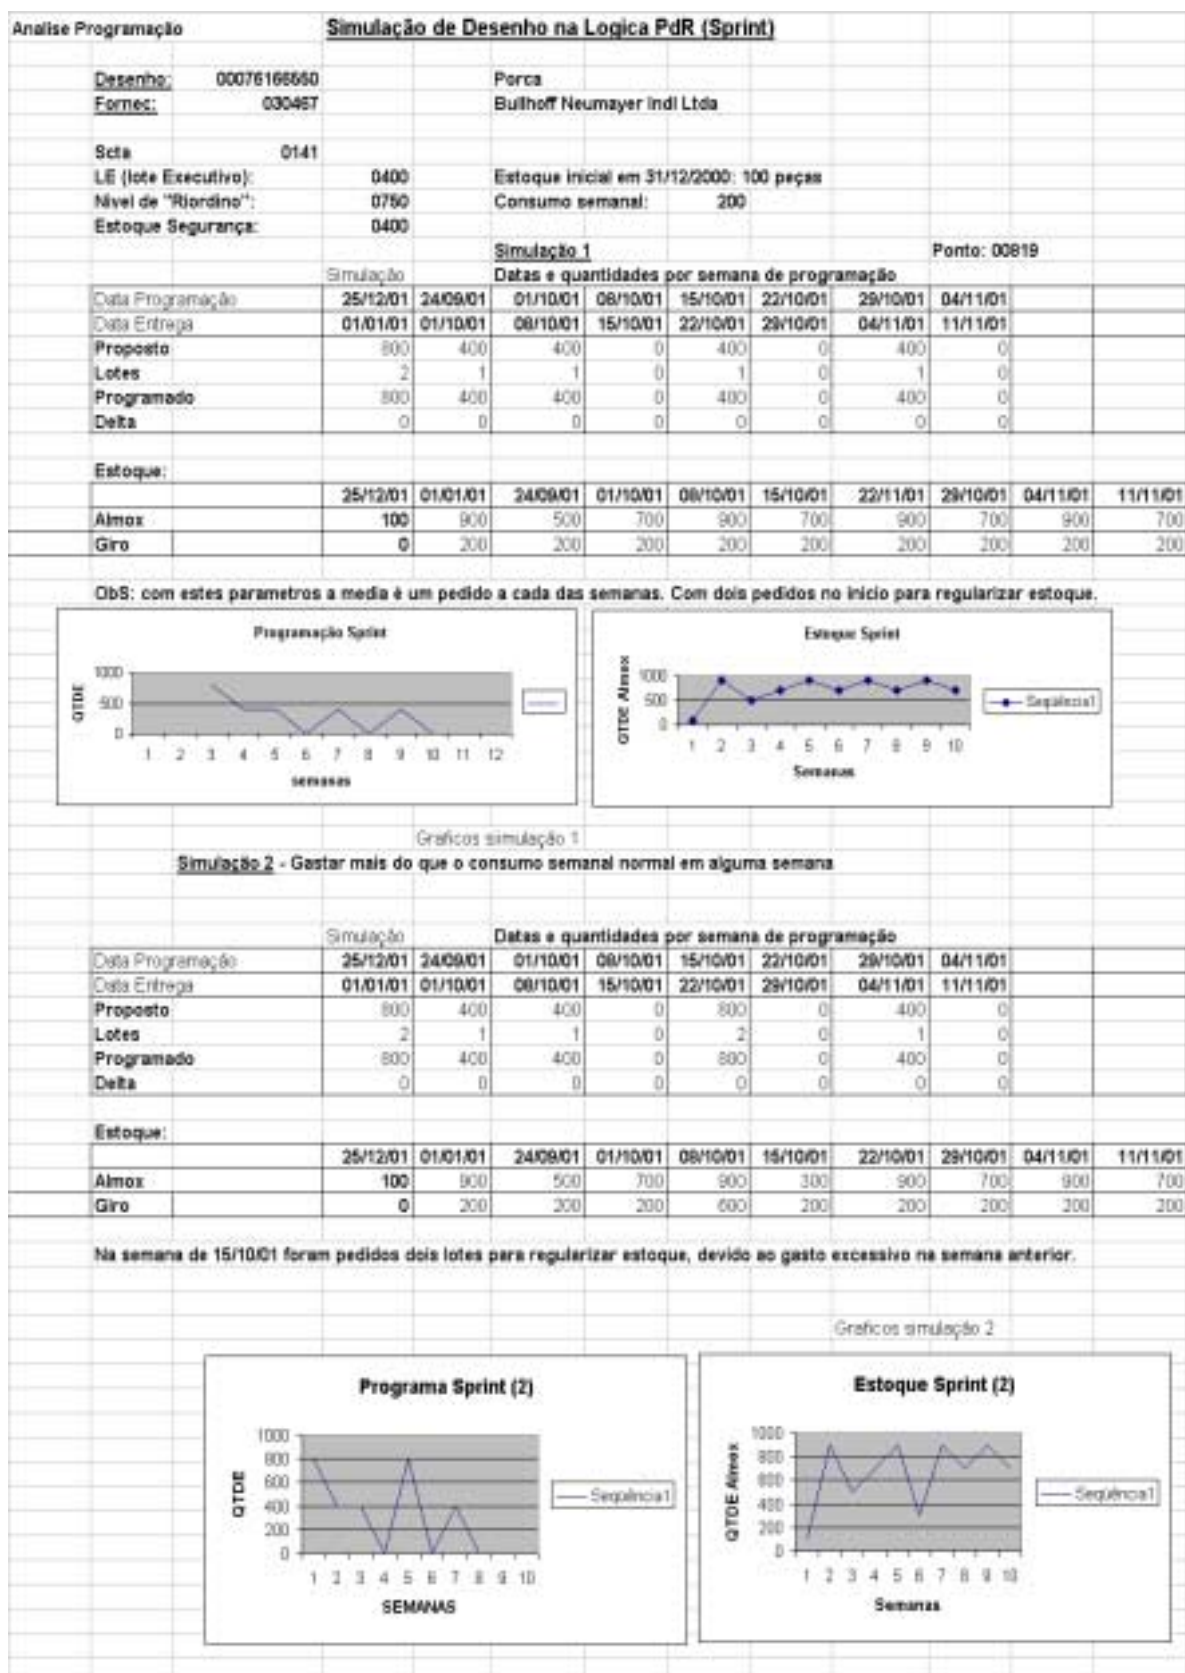 Analise Programação Simulação de Desenho na Logica PdR (Sprint)
Desenho: 00076166550 Porca
Fornec: 030467 Bullhoff Neumayer Indl Ltda
Scta 0141
LE (lote Executivo): 0400 Estoque inicial em 31/12/2000: 100 peças
Nivel de "Riordino": 0750 Consumo semanal: 200
Estoque Segurança: 0400
Simulação 1 Ponto: 00819
Simulação Datas e quantidades por semana de programação
Data Programação 25/12/01 24/09/01 01/10/01 08/10/01 15/10/01 22/10/01 29/10/01 04/11/01
Data Entrega 01/01/01 01/10/01 08/10/01 15/10/01 22/10/01 29/10/01 04/11/01 11/11/01
Proposto 800 400 400 0 400 0 400 0
Lotes 2 1 1 0 1 0 1 0
Programado 800 400 400 0 400 0 400 0
Delta 0 0 0 0 0 0 0 0
Estoque:
25/12/01 01/01/01 24/09/01 01/10/01 08/10/01 15/10/01 22/11/01 29/10/01 04/11/01 11/11/01
Almox 100 900 500 700 900 700 900 700 900 700
Giro 0 200 200 200 200 200 200 200 200 200
ObS: com estes parametros a media é um pedido a cada das semanas. Com dois pedidos no inicio para regularizar estoque.
Programação Sprint
QTDE
1000
500
0
1 2 3 4 5 6 7 8 9 10 11 12
semanas
Estoque Sprint
QTDE Almox
1000
500
0
1 2 3 4 5 6 7 8 9 10
Semanas
Seqüência1
Graficos simulação 1
Simulação 2 - Gastar mais do que o consumo semanal normal em alguma semana
Simulação Datas e quantidades por semana de programação
Data Programação 25/12/01 24/09/01 01/10/01 08/10/01 15/10/01 22/10/01 29/10/01 04/11/01
Data Entrega 01/01/01 01/10/01 08/10/01 15/10/01 22/10/01 29/10/01 04/11/01 11/11/01
Proposto 800 400 400 0 800 0 400 0
Lotes 2 1 1 0 2 0 1 0
Programado 800 400 400 0 800 0 400 0
Delta 0 0 0 0 0 0 0 0
Estoque:
25/12/01 01/01/01 24/09/01 01/10/01 08/10/01 15/10/01 22/10/01 29/10/01 04/11/01 11/11/01
Almox 100 900 500 700 900 300 900 700 900 700
Giro 0 200 200 200 600 200 200 200 200 200
Na semana de 15/10/01 foram pedidos dois lotes para regularizar estoque, devido ao gasto excessivo na semana anterior.
Graficos simulação 2
Programa Sprint (2)
QTDE
1000
800
600
400
200
0
1 2 3 4 5 6 7 8 9 10
SEMANAS
Seqüência1
Estoque Sprint (2)
QTDE Almox
1000
800
600
400
200
0
1 2 3 4 5 6 7 8 9 10
Semanas
Seqüência1